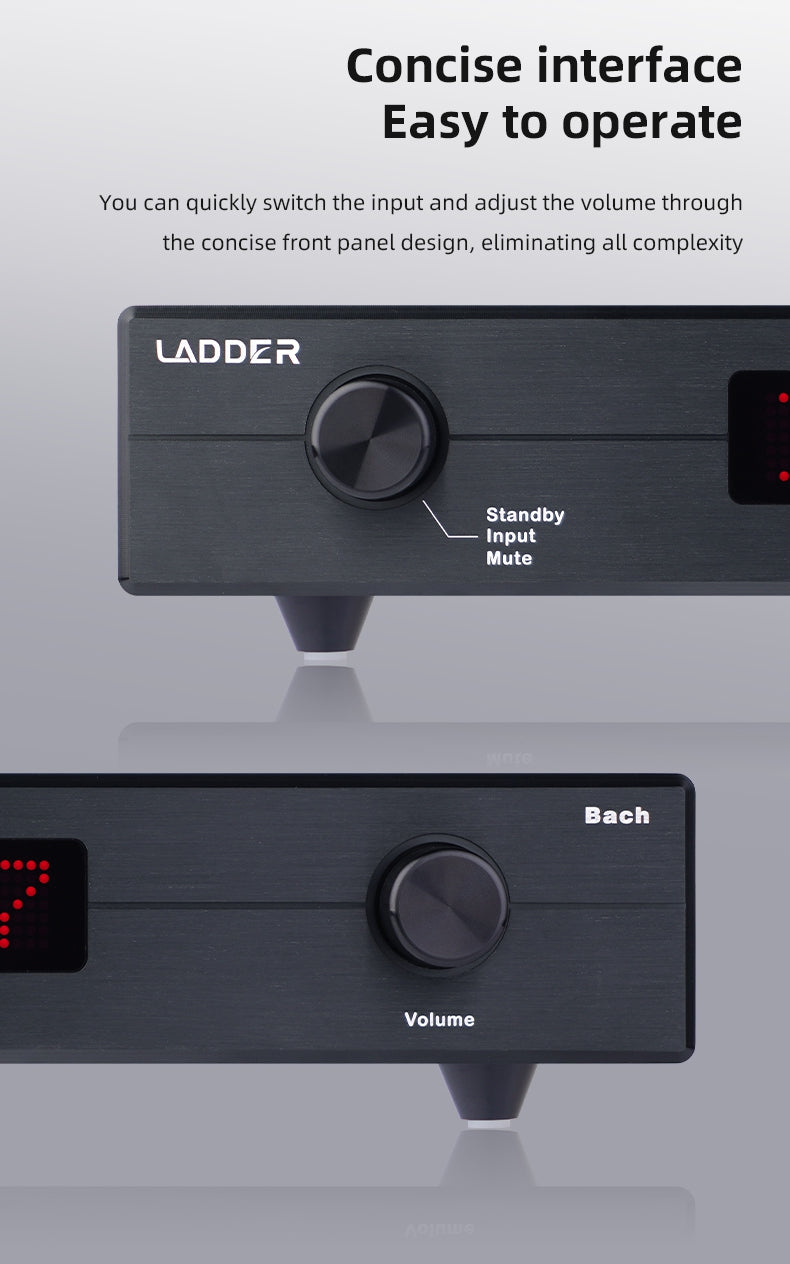 Concise interface
Easy to operate
You can quickly switch the input and adjust the volume through
the concise front panel design, eliminating all complexity
LADDER
Standby
Input
Mute
Bach
7
Volume